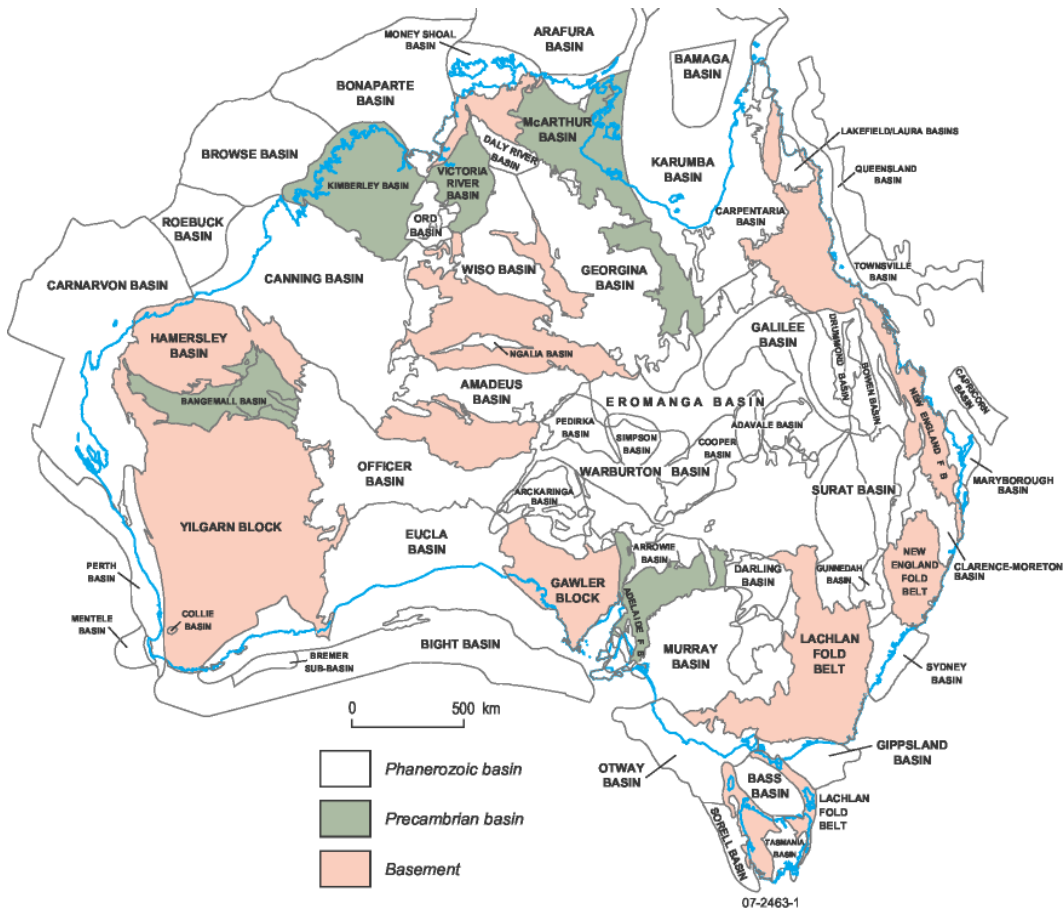 MONEY SHOAL
BASIN
ARAFURA
BASIN
BAMAGA
BASIN
BONAPARTE
BASIN
McARTHUR
BASIN
LAKEFIELD/LAURA BASINS
DALY RIVER
BASIN
BROWSE BASIN
KARUMBA
BASIN
QUEENSLAND
BASIN
KIMBERLEY BASIN
VICTORIA
RIVER
BASIN
ROEBUCK
BASIN
ORD
BASIN
CARPENTARIA
BASIN
CARNARVON BASIN
CANNING BASIN
WISO BASIN
GEORGINA
BASIN
TOWNSVILLE
BASIN
HAMERSLEY
BASIN
GALILEE
BASIN
DRUMMOND
BASIN
BOWEN BASIN
NGALIA BASIN
CAPRICORN
BASIN
AMADEUS
BASIN
BANGEMALL BASIN
EROMANGA BASIN
NEW ENGLAND F B
PEDIRKA
BASIN
SIMPSON
BASIN
COOPER
BASIN
ADAVALE BASIN
OFFICER
BASIN
WARBURTON BASIN
MARYBOROUGH
BASIN
ARCKARINGA
BASIN
SURAT BASIN
YILGARN BLOCK
EUCLA
BASIN
ARROWIE
BASIN
PERTH
BASIN
GAWLER
BLOCK
DARLING
BASIN
GUNNEDAH
BASIN
NEW
ENGLAND
FOLD
BELT
CLARENCE-MORETON
BASIN
ADELAIDE F B
MENTELE
BASIN
COLLIE
BASIN
BIGHT BASIN
BREMER
SUB-BASIN
MURRAY
BASIN
LACHLAN
FOLD
BELT
SYDNEY
BASIN
0 500 km
Phanerozoic basin
Precambrian basin
Basement
OTWAY
BASIN
GIPPSLAND
BASIN
BASS
BASIN
LACHLAN
FOLD
BELT
SORELL BASIN
TASMANIA
BASIN
07-2463-1